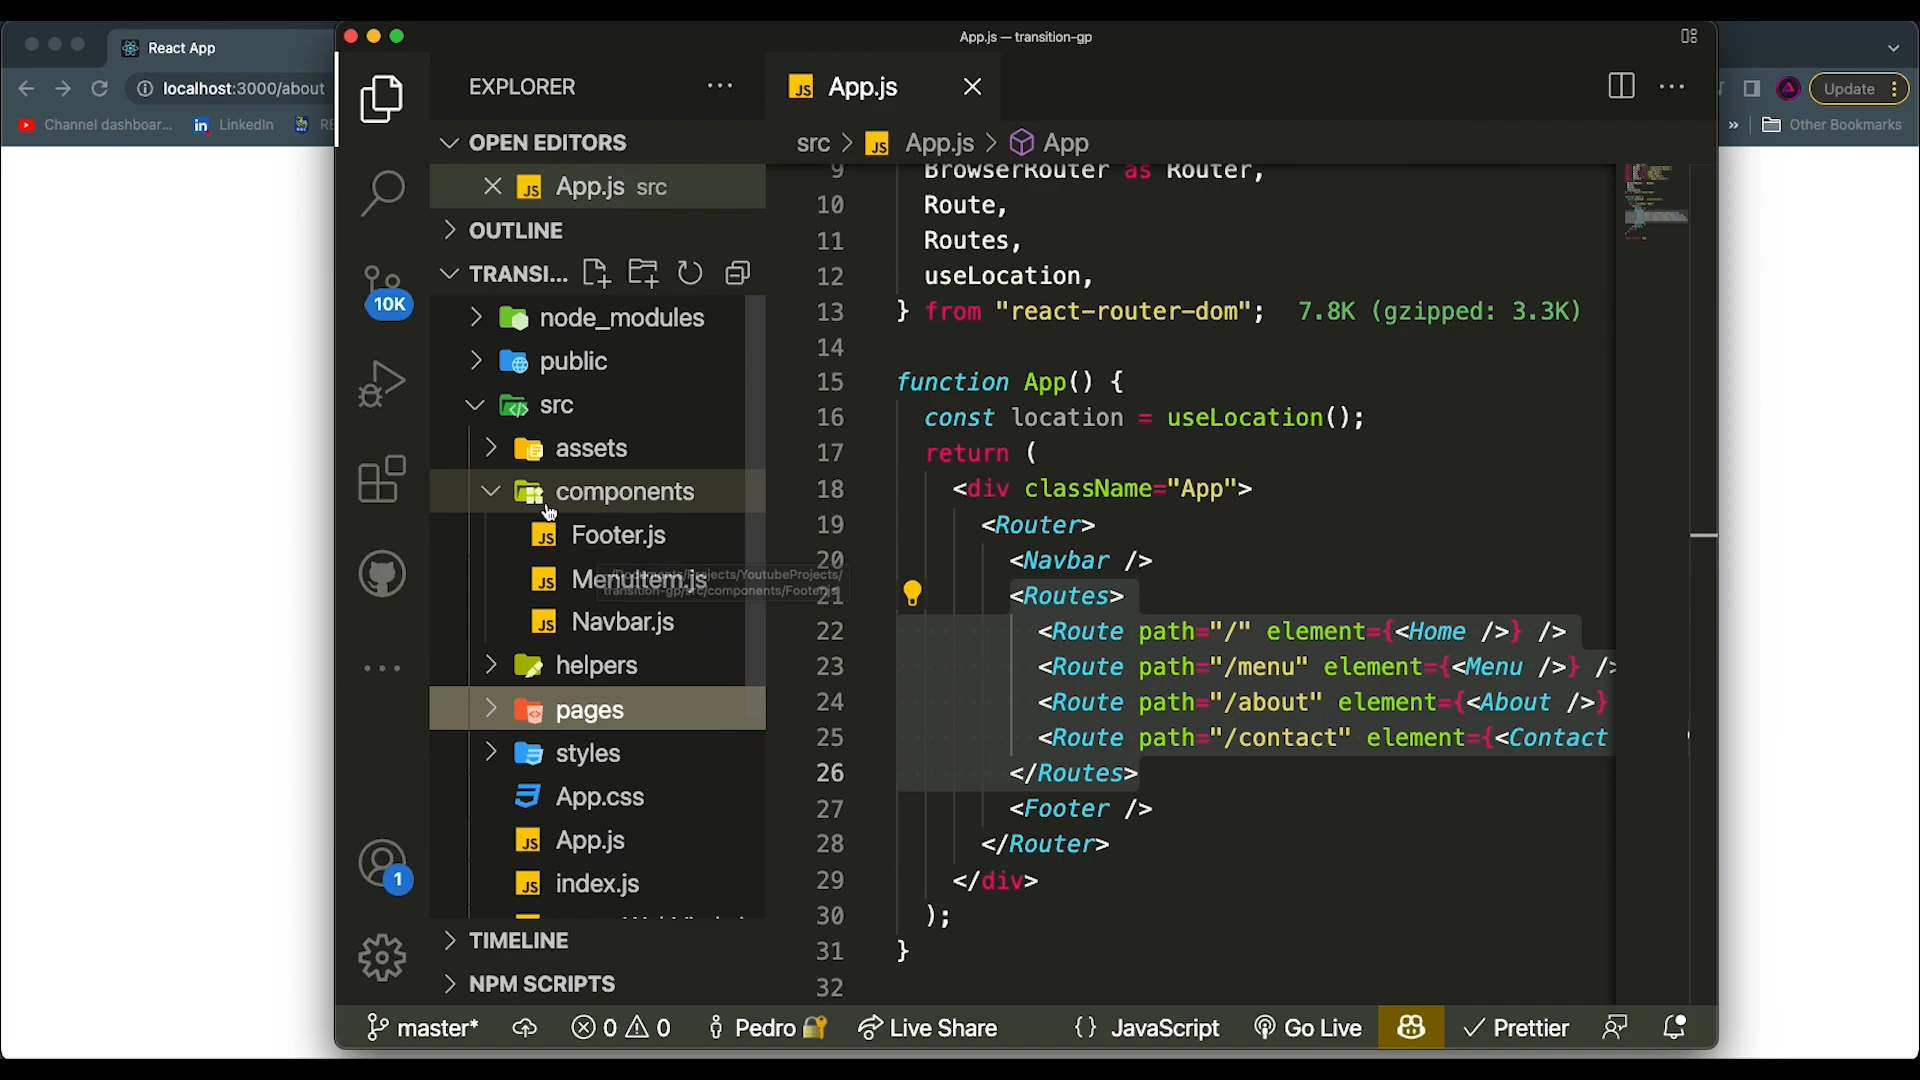 App.js — transition-gp
React App
localhost:3000/about
Update
Channel dashboar...
LinkedIn
Other Bookmarks
EXPLORER
App.js
OPEN EDITORS
App.js src
OUTLINE
TRANSI...
node_modules
public
src
assets
components
Footer.js
MenuItem.js
Navbar.js
helpers
pages
styles
App.css
App.js
index.js
TIMELINE
NPM SCRIPTS
10K
1
src > JS App.js > App
9 BrowserRouter as Router,
10 Route,
11 Routes,
12 useLocation,
13 } from "react-router-dom"; 7.8K (gzipped: 3.3K)
14
15 function App() {
16 const location = useLocation();
17 return (
18 <div className="App">
19 <Router>
20 <Navbar />
21 <Routes>
22 <Route path="/" element={<Home />} />
23 <Route path="/menu" element={<Menu />} />
24 <Route path="/about" element={<About />}
25 <Route path="/contact" element={<Contact
26 </Routes>
27 <Footer />
28 </Router>
29 </div>
30 );
31 }
32
master* 0 0 Pedro Live Share {} JavaScript Go Live Prettier